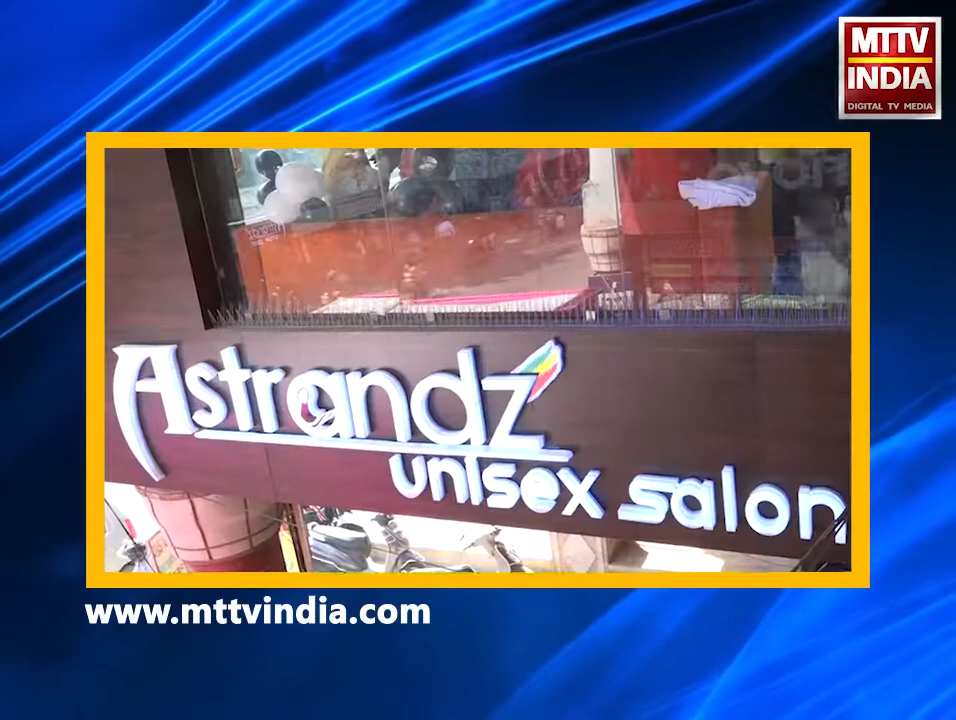 MTTV
INDIA
DIGITAL TV MEDIA
Astrandz
unisex salon
www.mttvindia.com